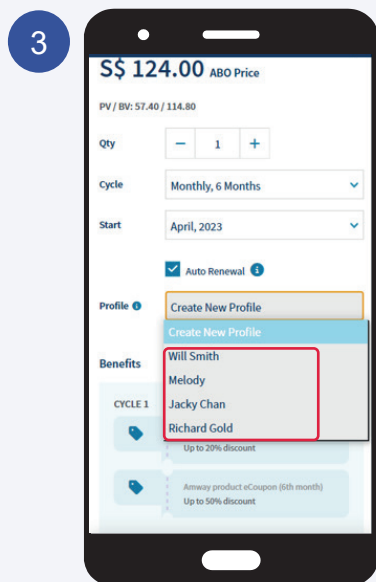 3
S$ 124.00 ABO Price
PV / BV: 57.40 / 114.80
Qty − 1 +
Cycle Monthly, 6 Months
Start April, 2023
Auto Renewal i
Profile i Create New Profile
Create New Profile
Will Smith
Benefits
Melody
CYCLE 1
Jacky Chan
Richard Gold
Up to 20% discount
Amway product eCoupon (6th month)
Up to 50% discount